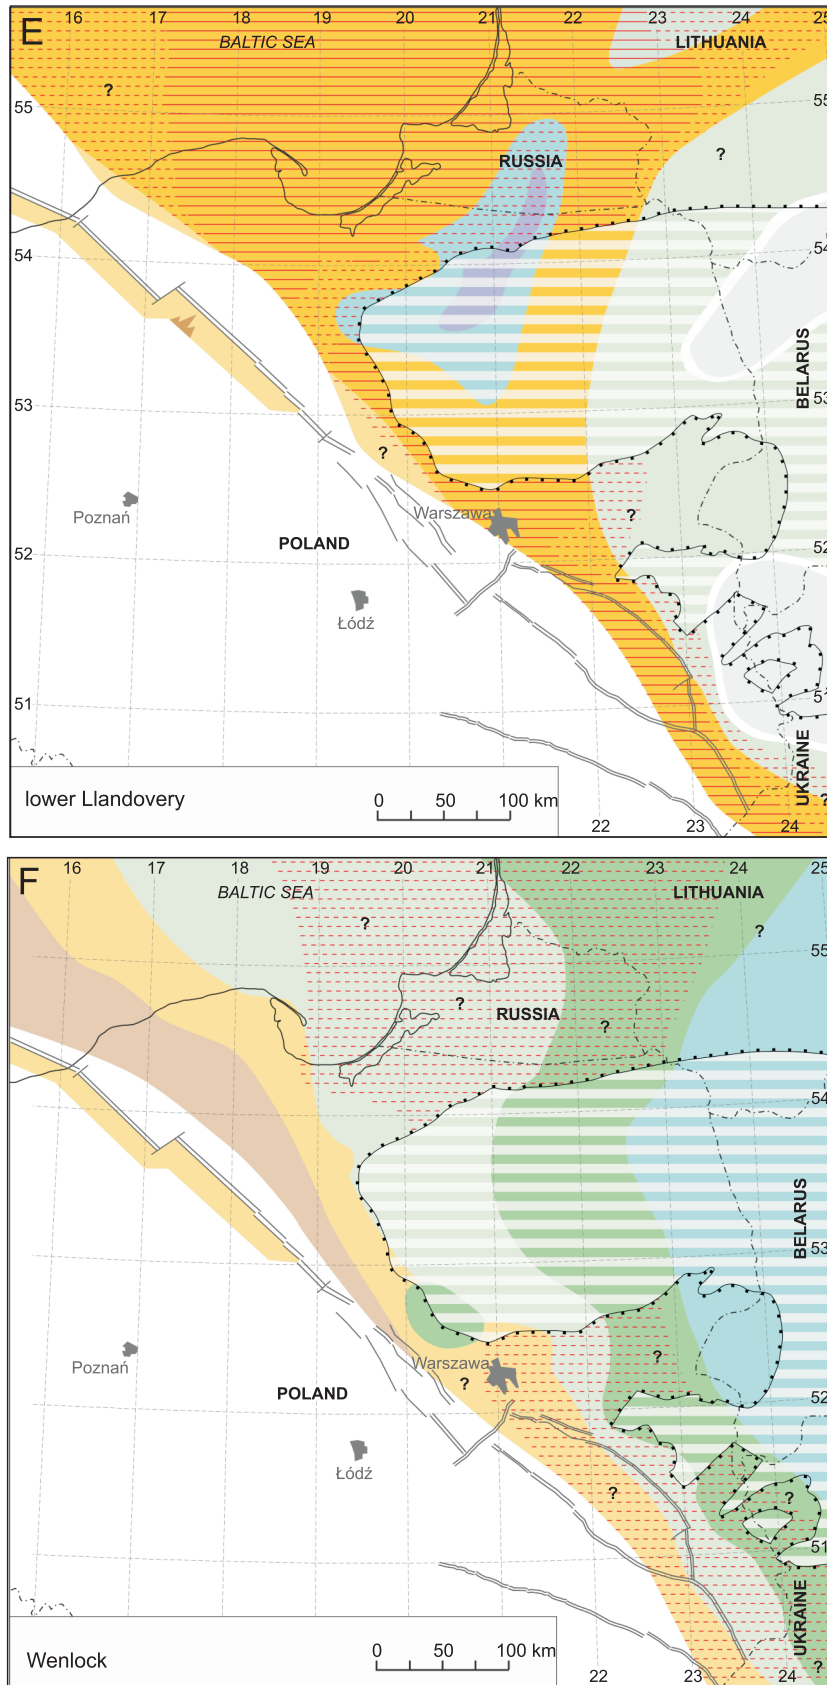 E
16 17 18 19 20 21 22 23 24 25
BALTIC SEA
LITHUANIA
?
55 55
?
RUSSIA
54 54
BELARUS
53 53
?
Poznań
Warszawa
?
POLAND
52 52
Łódź
51 51
UKRAINE
?
lower Llandovery
0 50 100 km
22 23 24
F
16 17 18 19 20 21 22 23 24 25
BALTIC SEA
LITHUANIA
?
?
55
?
RUSSIA
?
54
BELARUS
53
?
Poznań
Warszawa
?
POLAND
52
Łódź
?
?
51
UKRAINE
?
Wenlock
0 50 100 km
22 23 24